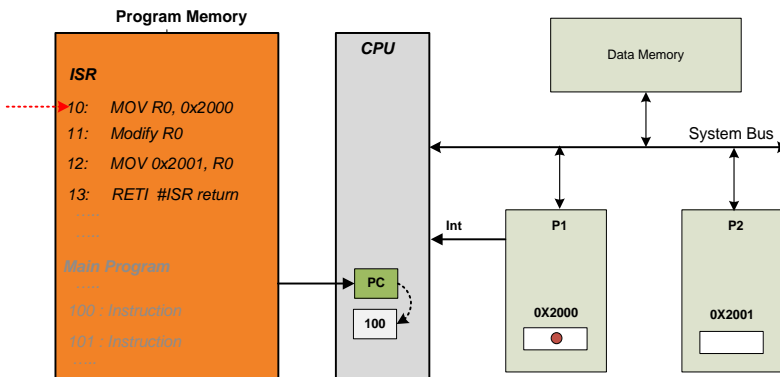 Program Memory
ISR
10: MOV R0, 0x2000
11: Modify R0
12: MOV 0x2001, R0
13: RETI #ISR return
.....
.....
Main Program
.....
100 : Instruction
101 : Instruction
.....
CPU
PC
100
Data Memory
System Bus
Int
P1
0X2000
P2
0X2001